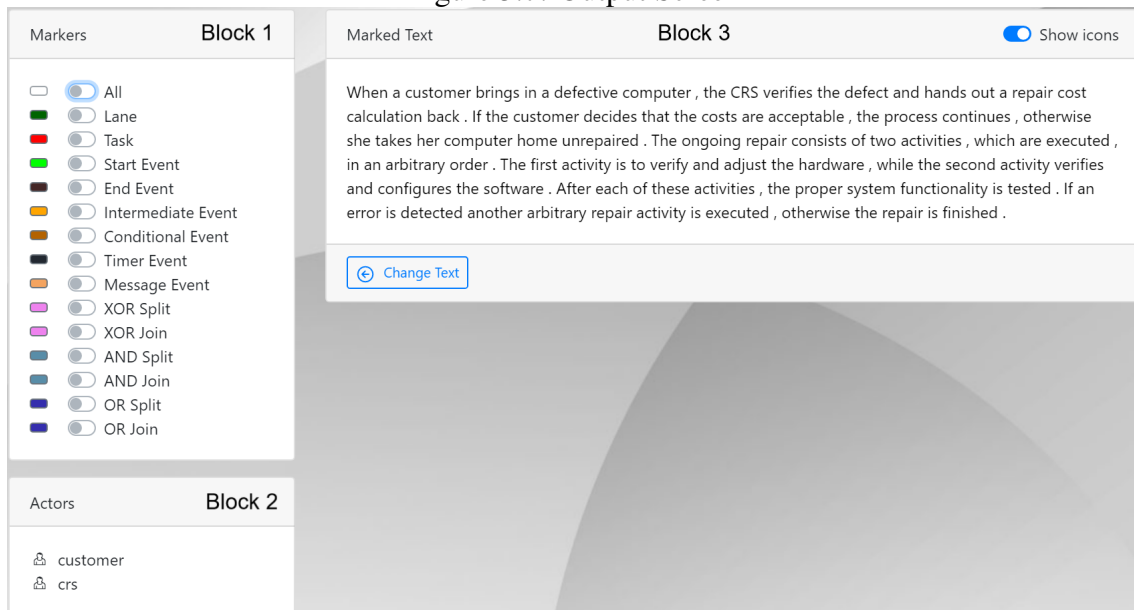 Markers Block 1
All
Lane
Task
Start Event
End Event
Intermediate Event
Conditional Event
Timer Event
Message Event
XOR Split
XOR Join
AND Split
AND Join
OR Split
OR Join
Actors Block 2
customer
crs
Marked Text Block 3 Show icons
When a customer brings in a defective computer , the CRS verifies the defect and hands out a repair cost
calculation back . If the customer decides that the costs are acceptable , the process continues , otherwise
she takes her computer home unrepaired . The ongoing repair consists of two activities , which are executed ,
in an arbitrary order . The first activity is to verify and adjust the hardware , while the second activity verifies
and configures the software . After each of these activities , the proper system functionality is tested . If an
error is detected another arbitrary repair activity is executed , otherwise the repair is finished .
Change Text